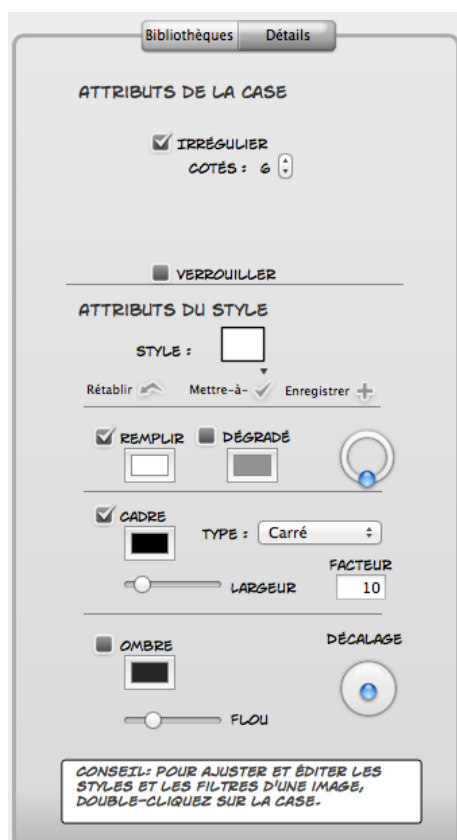 Bibliothèques Détails
ATTRIBUTS DE LA CASE
IRRÉGULIER
COTÉS : 6
VERROUILLER
ATTRIBUTS DU STYLE
STYLE :
Rétablir Mettre-à- Enregistrer
REMPLIR DÉGRADÉ
CADRE
TYPE : Carré
FACTEUR
LARGEUR 10
OMBRE DÉCALAGE
FLOU
CONSEIL: POUR AJUSTER ET ÉDITER LES
STYLES ET LES FILTRES D'UNE IMAGE,
DOUBLE-CLIQUEZ SUR LA CASE.